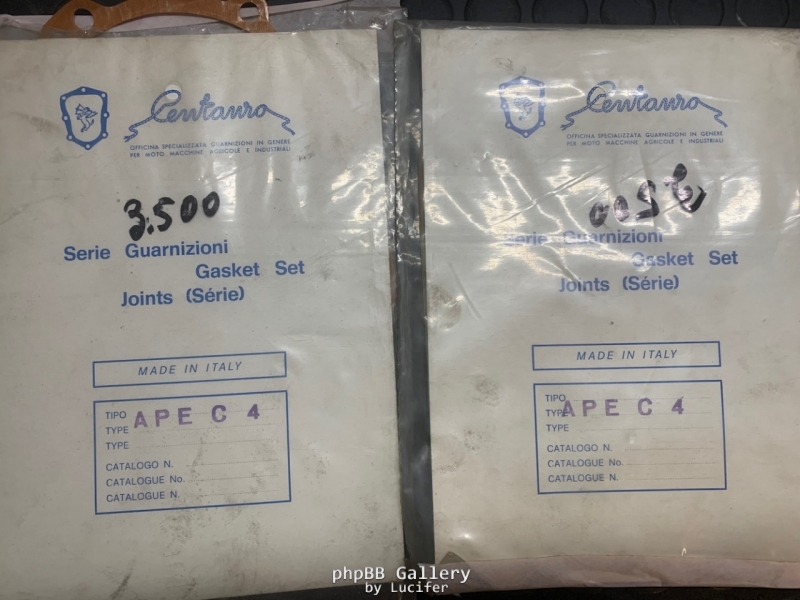 Centauro
OFFICINA SPECIALIZZATA GUARNIZIONI IN GENERE
PER MOTO MACCHINE AGRICOLE E INDUSTRIALI
3.500
Serie Guarnizioni
Gasket Set
Joints (Série)
MADE IN ITALY
TIPO
TYPE APE C 4
TYPE
CATALOGO N.
CATALOGUE No.
CATALOGUE N.
Centauro
OFFICINA SPECIALIZZATA GUARNIZIONI IN GENERE
PER MOTO MACCHINE AGRICOLE E INDUSTRIALI
Serie Guarnizioni
Gasket Set
Joints (Série)
MADE IN ITALY
TIPO
TYPE APE C 4
TYPE
CATALOGO N.
CATALOGUE No.
CATALOGUE N.
phpBB Gallery
by Lucifer